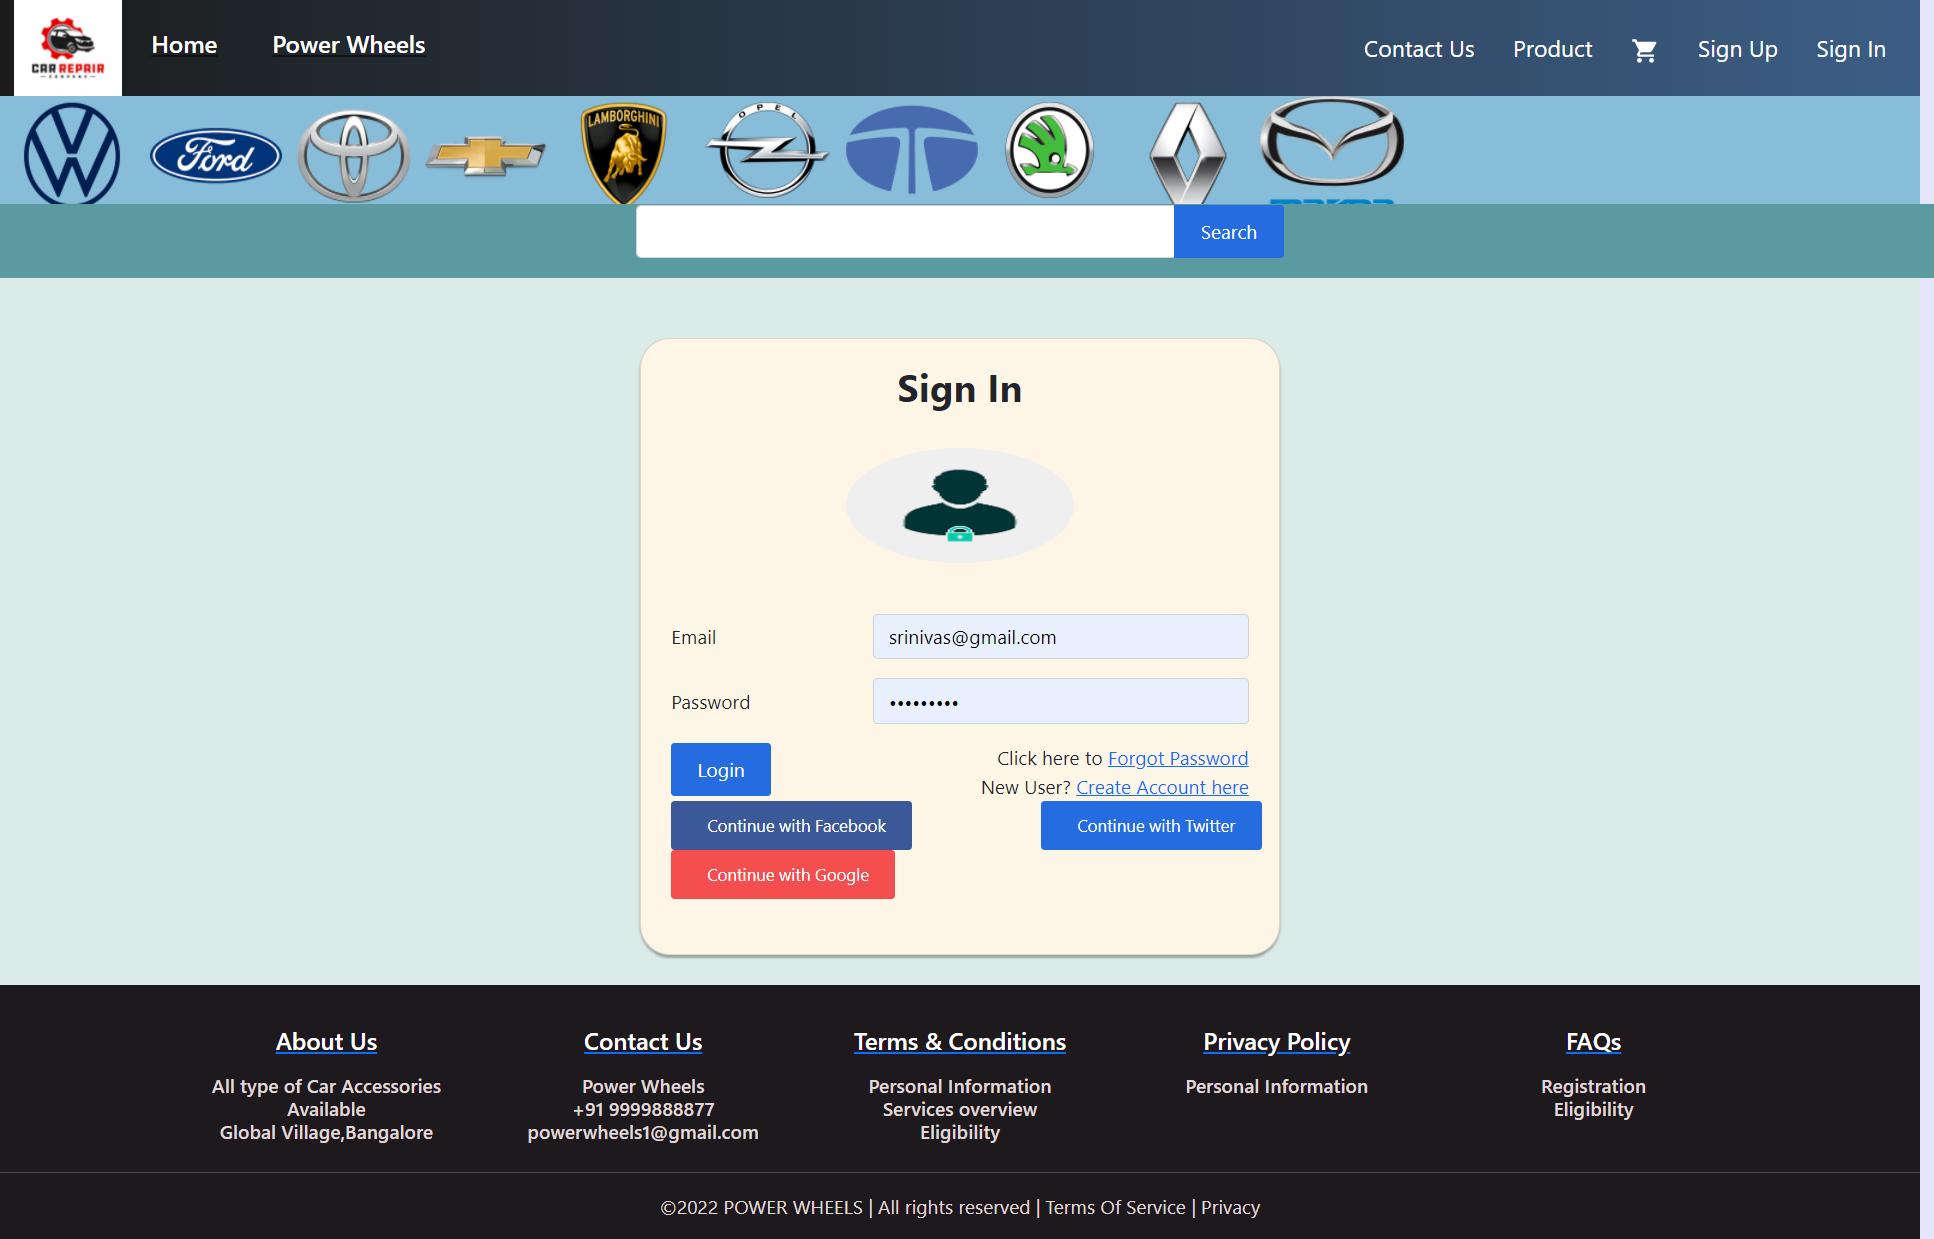 CAR REPAIR
COMPANY
Home
Power Wheels
Contact Us
Product
Sign Up
Sign In
Ford
LAMBORGHINI
OPEL
Search
Sign In
Email
srinivas@gmail.com
Password
•••••••••
Login
Click here to Forgot Password
New User? Create Account here
Continue with Facebook
Continue with Twitter
Continue with Google
About Us
All type of Car Accessories
Available
Global Village,Bangalore
Contact Us
Power Wheels
+91 9999888877
powerwheels1@gmail.com
Terms & Conditions
Personal Information
Services overview
Eligibility
Privacy Policy
Personal Information
FAQs
Registration
Eligibility
©2022 POWER WHEELS | All rights reserved | Terms Of Service | Privacy